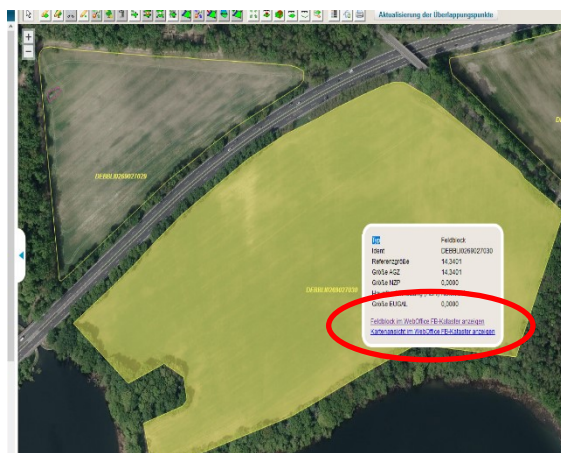 Aktualisierung der Überlappungspunkte
+
−
DEBBLI0269027029
DEBBLI0269027030
Typ Feldblock
Ident DEBBLI0269027030
Referenzgröße 14,3401
Größe AGZ 14,3401
Größe NZP 0,0000
Größe EUGAL 0,0000
Feldblock im WebOffice FB-Kataster anzeigen
Kartenansicht im WebOffice FB-Kataster anzeigen